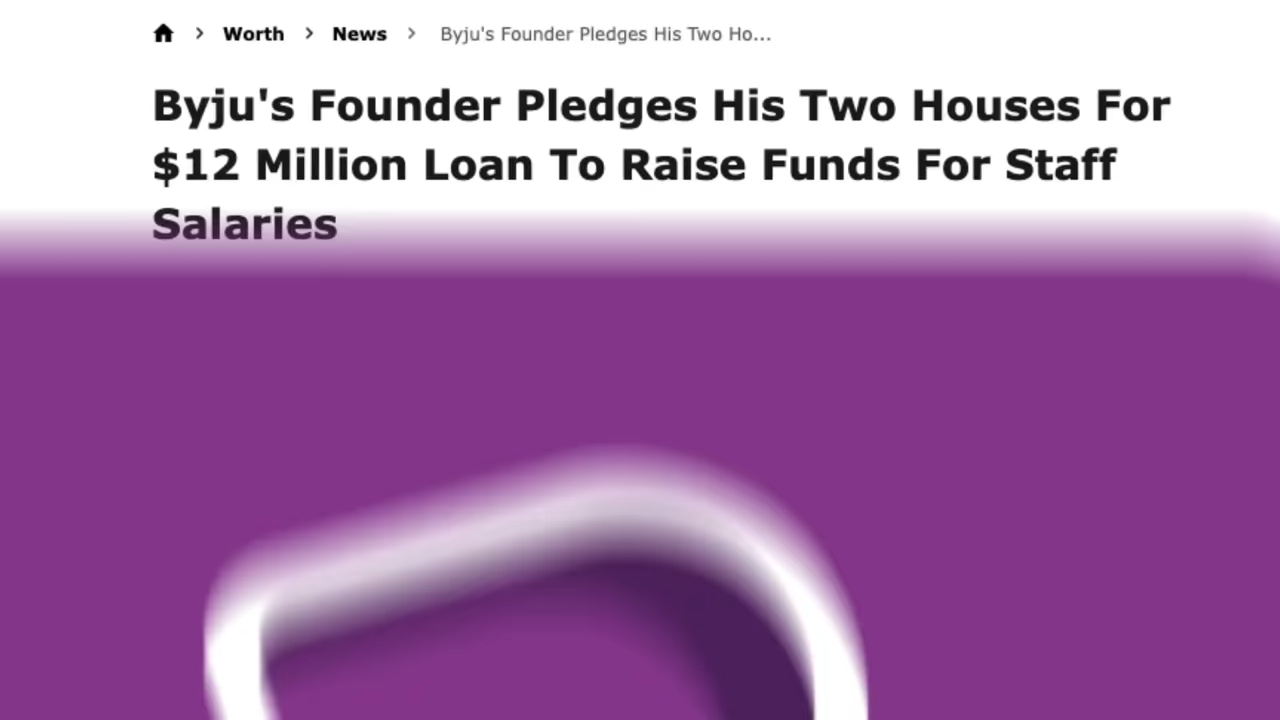 Worth > News > Byju's Founder Pledges His Two Ho...
Byju's Founder Pledges His Two Houses For
$12 Million Loan To Raise Funds For Staff
Salaries